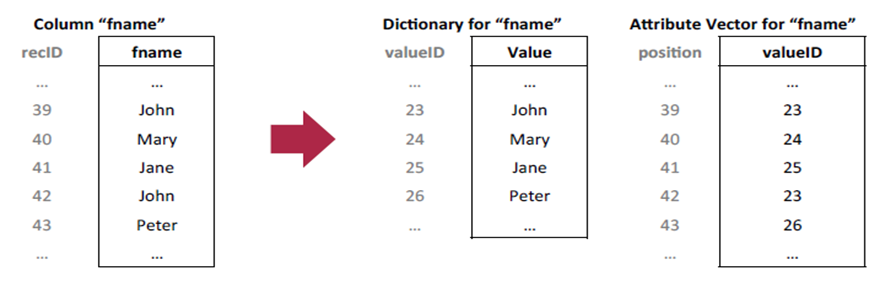 Column “fname”
recID fname
... ...
39 John
40 Mary
41 Jane
42 John
43 Peter
... ...
Dictionary for “fname”
valueID Value
... ...
23 John
24 Mary
25 Jane
26 Peter
... ...
Attribute Vector for “fname”
position valueID
... ...
39 23
40 24
41 25
42 23
43 26
... ...